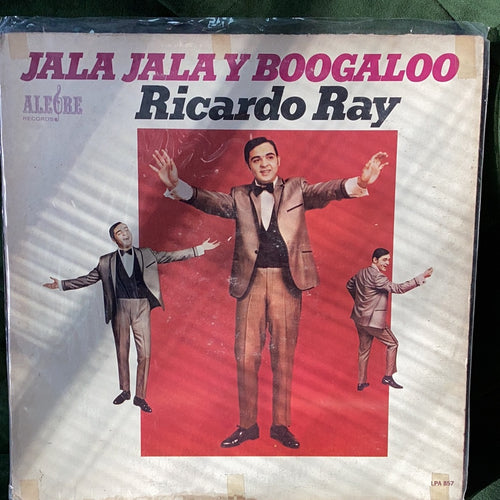 JALA JALA Y BOOGALOO
ALEGRE
RECORDS
Ricardo Ray
LPA 857